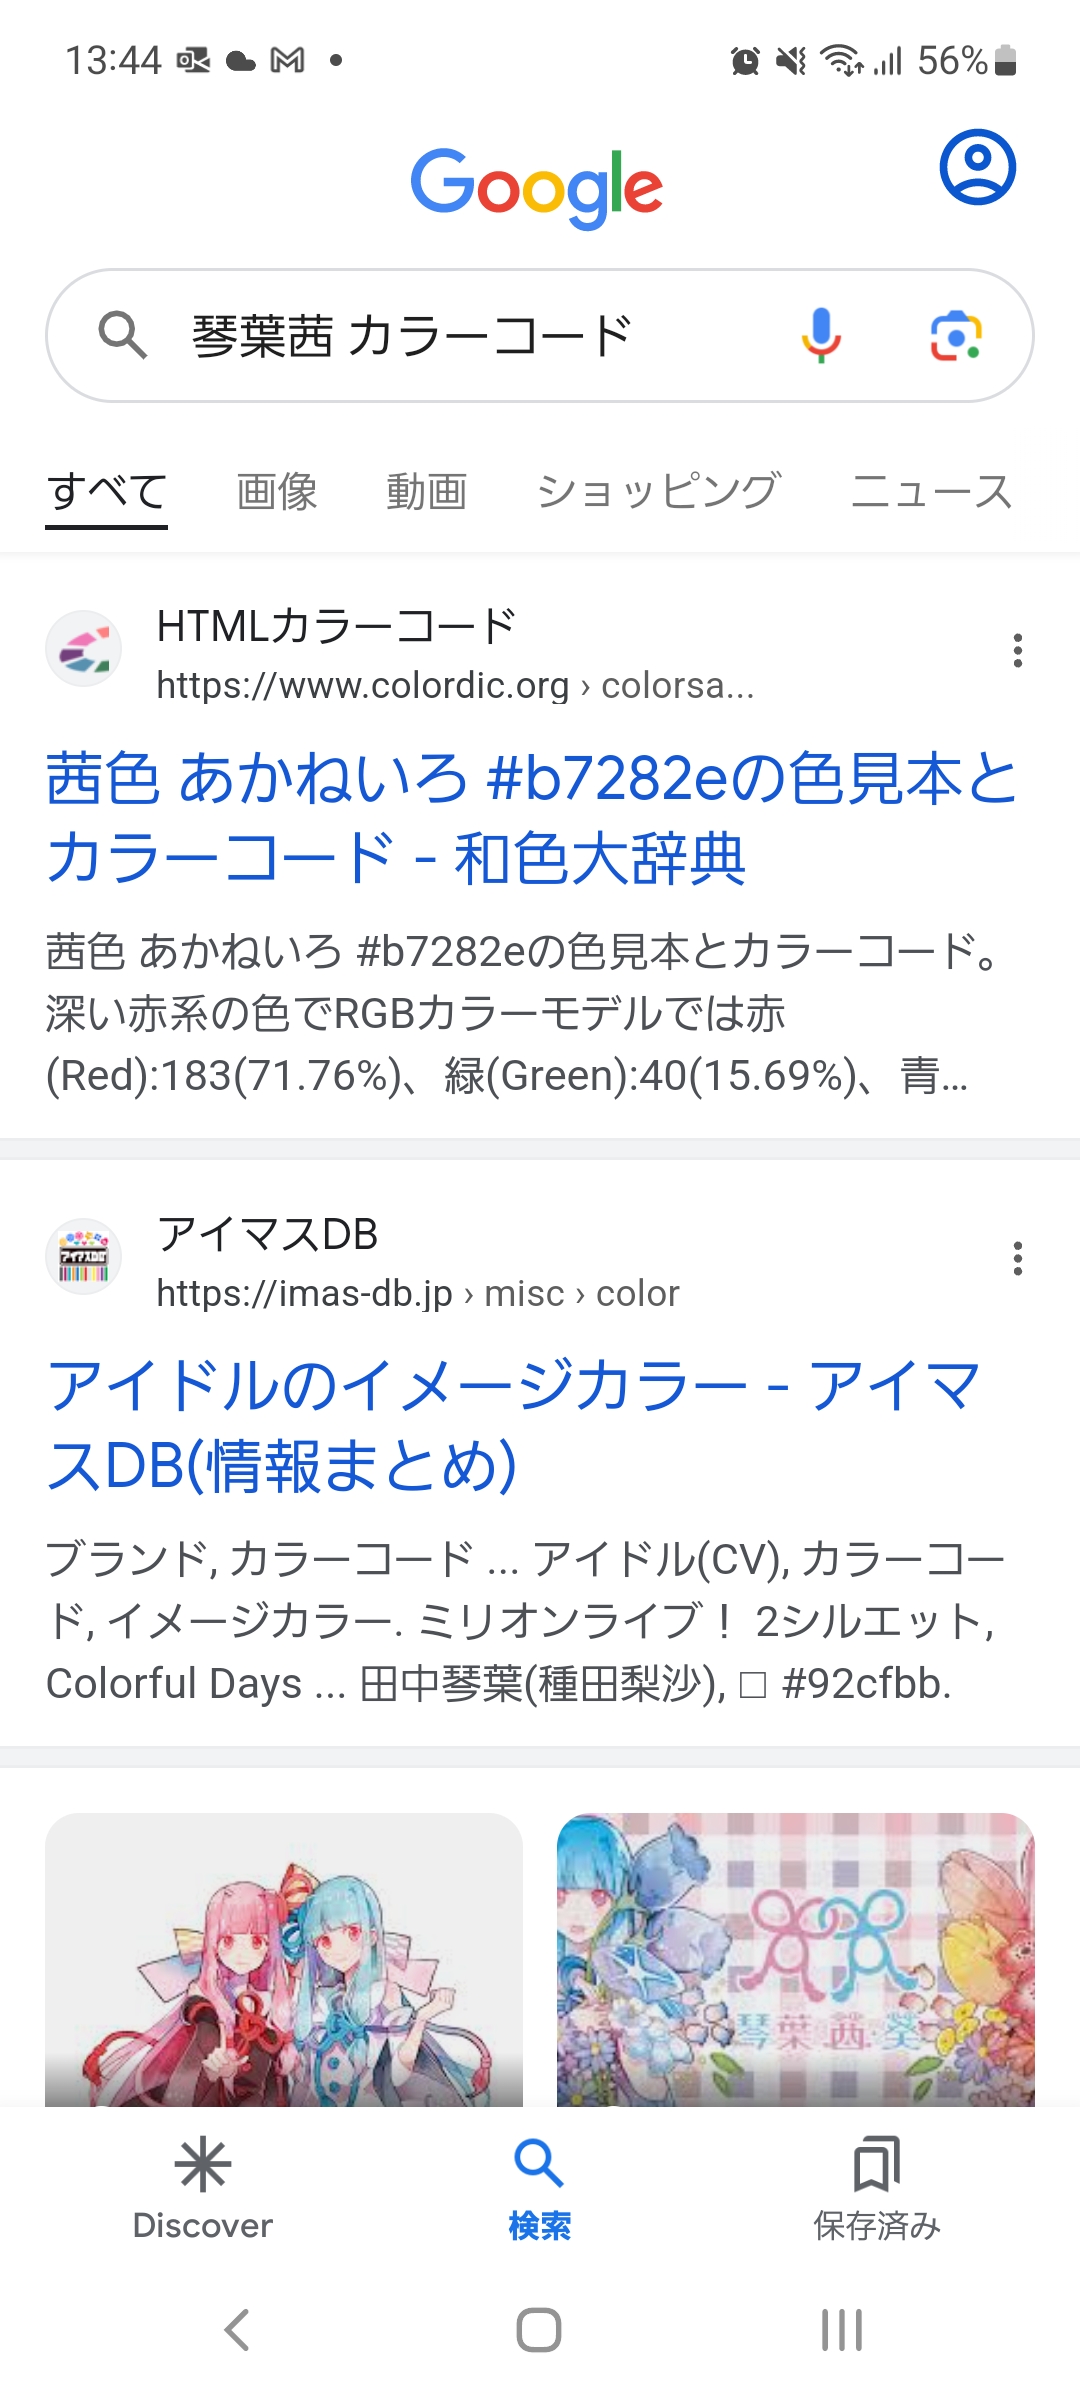 13:44
56%
Google
琴葉茜 カラーコード
すべて 画像 動画 ショッピング ニュース
HTMLカラーコード
https://www.colordic.org › colorsa...
茜色 あかねいろ #b7282eの色見本と
カラーコード - 和色大辞典
茜色 あかねいろ #b7282eの色見本とカラーコード。
深い赤系の色でRGBカラーモデルでは赤
(Red):183(71.76%)、緑(Green):40(15.69%)、青...
アイマスDB
アイマスDB
https://imas-db.jp › misc › color
アイドルのイメージカラー - アイマ
スDB(情報まとめ)
ブランド, カラーコード ... アイドル(CV), カラーコー
ド, イメージカラー. ミリオンライブ！ 2シルエット,
Colorful Days ... 田中琴葉(種田梨沙), □ #92cfbb.
琴葉 茜・葵
Discover 検索 保存済み